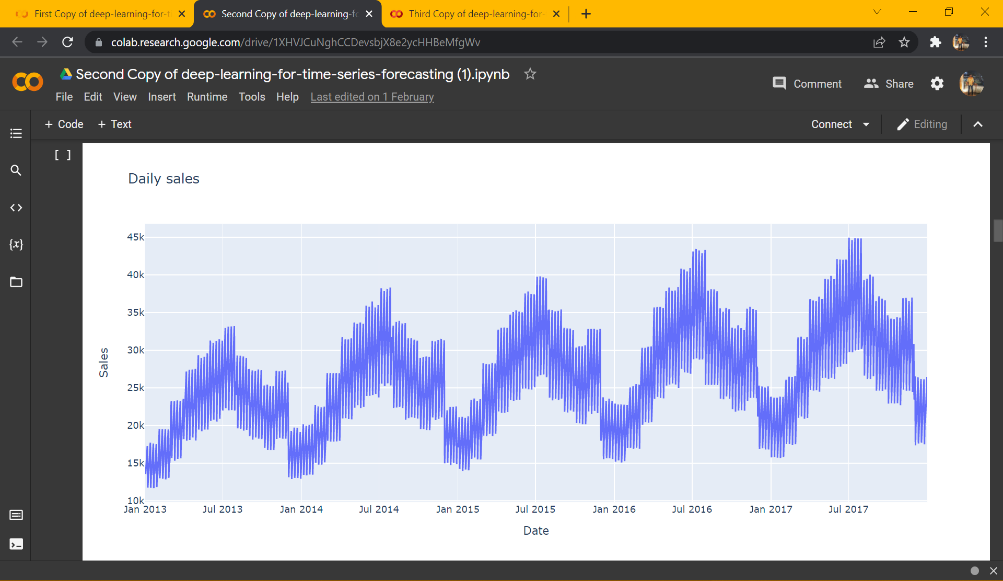 First Copy of deep-learning-for-t
Second Copy of deep-learning-f
Third Copy of deep-learning-for-
colab.research.google.com/drive/1XHVJCuNghCCDevsbjX8e2ycHHBeMfgWv
Second Copy of deep-learning-for-time-series-forecasting (1).ipynb
Comment
Share
File Edit View Insert Runtime Tools Help Last edited on 1 February
+ Code + Text
Connect
Editing
[ ]
{x}
Daily sales
45k
40k
35k
30k
25k
20k
15k
10k
Sales
Jan 2013 Jul 2013 Jan 2014 Jul 2014 Jan 2015 Jul 2015 Jan 2016 Jul 2016 Jan 2017 Jul 2017
Date